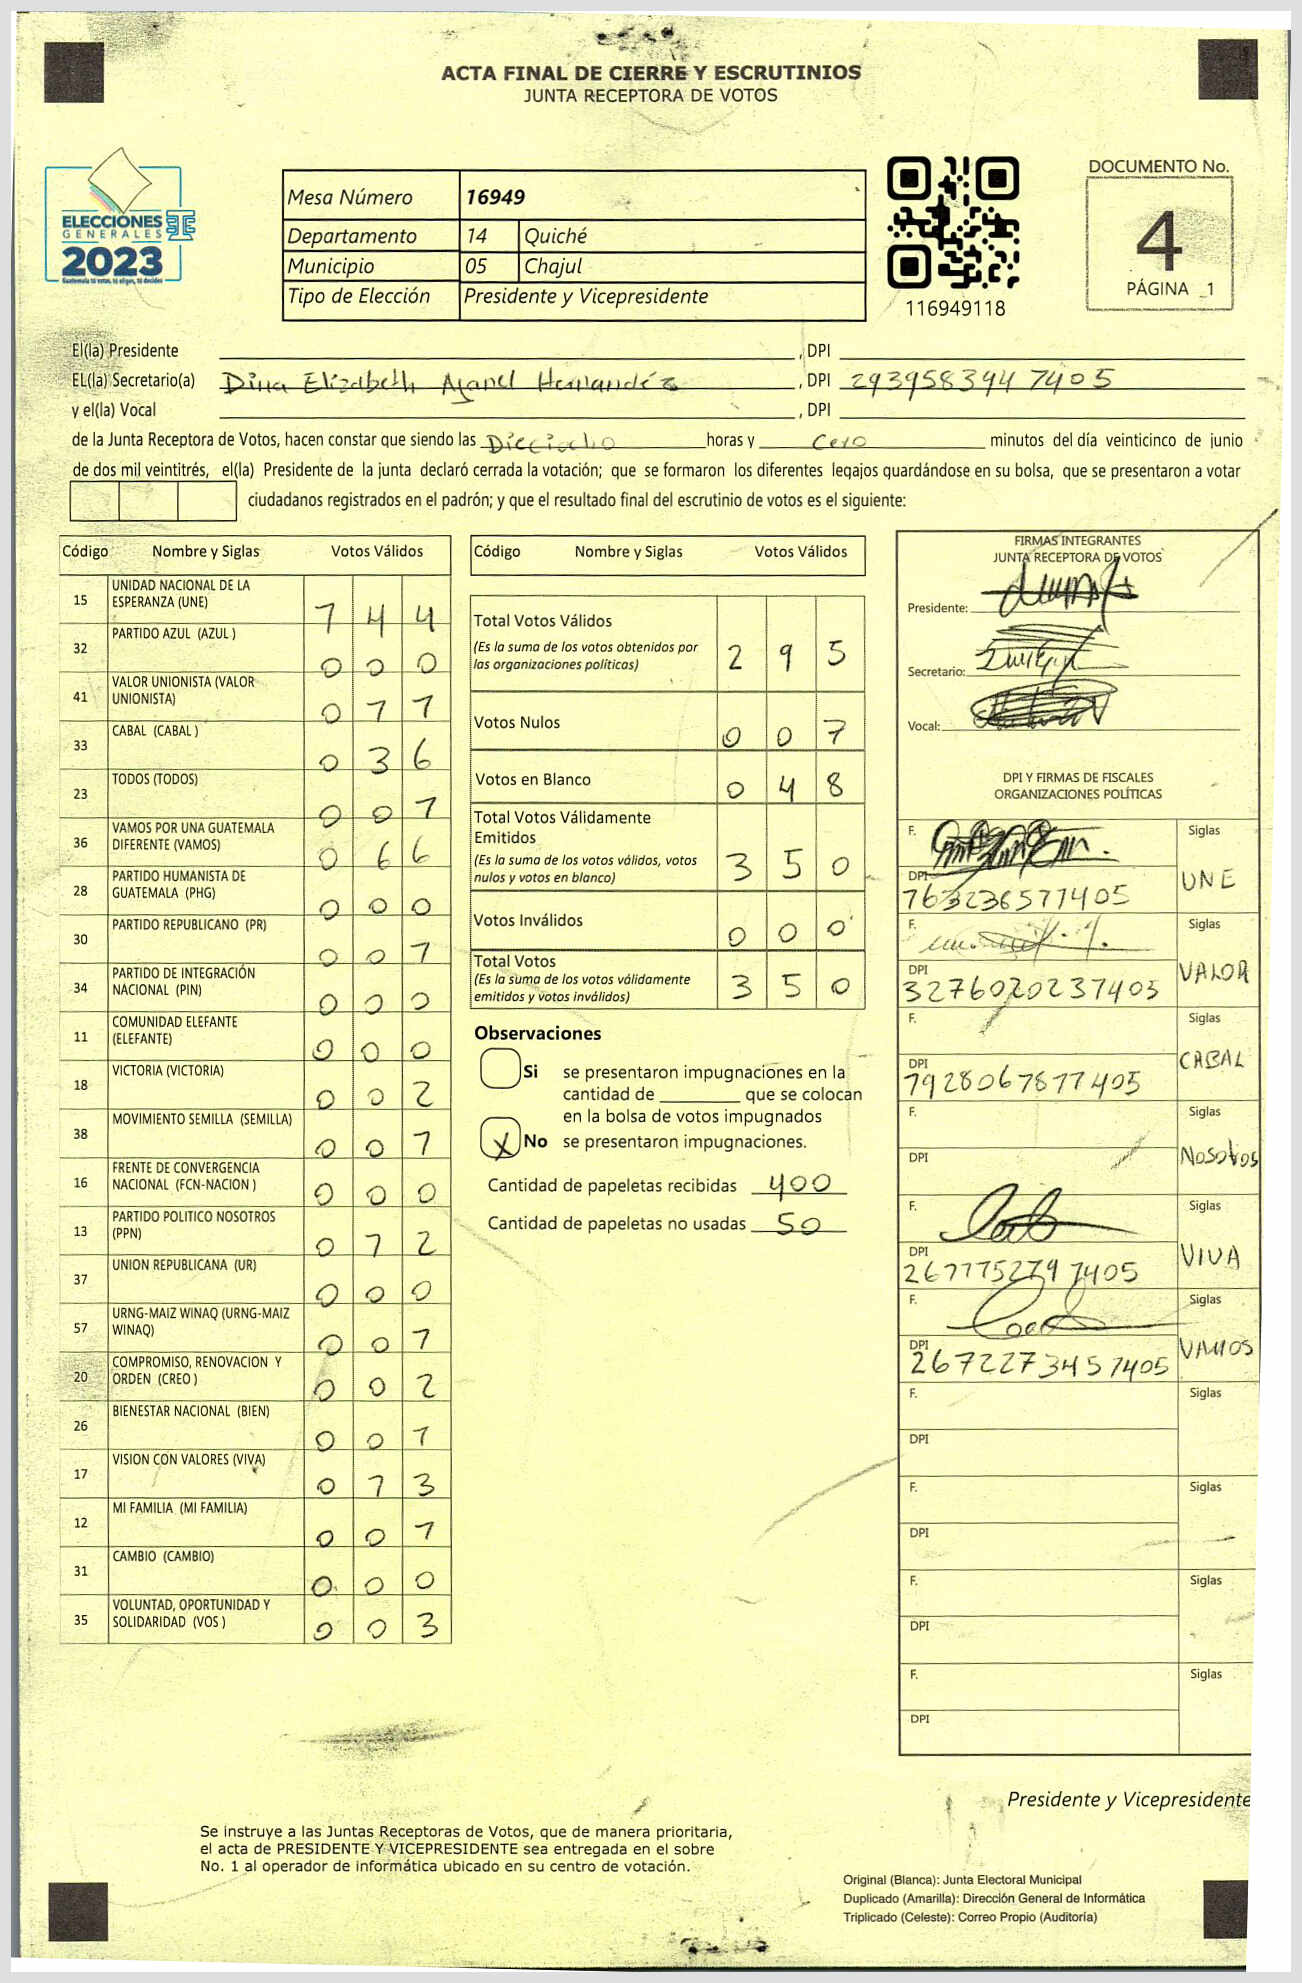 ACTA FINAL DE CIERRE Y ESCRUTINIOS
JUNTA RECEPTORA DE VOTOS
ELECCIONES
GENERALES
2023
Guatemala tú votas, tú eliges, tú decides
Mesa Número 16949
Departamento 14 Quiché
Municipio 05 Chajul
Tipo de Elección Presidente y Vicepresidente
116949118
DOCUMENTO No.
4
PÁGINA 1
El(la) Presidente , DPI
EL(la) Secretario(a) Dina Elizabeth Hernandéz , DPI 293958394 1405
y el(la) Vocal , DPI
de la Junta Receptora de Votos, hacen constar que siendo las Dieciocho horas y Cero minutos del día veinticinco de junio
de dos mil veintitrés, el(la) Presidente de la junta declaró cerrada la votación; que se formaron los diferentes legajos guardándose en su bolsa, que se presentaron a votar
ciudadanos registrados en el padrón; y que el resultado final del escrutinio de votos es el siguiente:
Código Nombre y Siglas Votos Válidos
15 UNIDAD NACIONAL DE LA ESPERANZA (UNE) 1 4 4
32 PARTIDO AZUL (AZUL ) 0 0 0
41 VALOR UNIONISTA (VALOR UNIONISTA) 0 1 1
33 CABAL (CABAL ) 0 3 6
23 TODOS (TODOS) 0 0 1
36 VAMOS POR UNA GUATEMALA DIFERENTE (VAMOS) 0 6 6
28 PARTIDO HUMANISTA DE GUATEMALA (PHG) 0 0 0
30 PARTIDO REPUBLICANO (PR) 0 0 1
34 PARTIDO DE INTEGRACIÓN NACIONAL (PIN) 0 0 0
11 COMUNIDAD ELEFANTE (ELEFANTE) 0 0 0
18 VICTORIA (VICTORIA) 0 0 2
38 MOVIMIENTO SEMILLA (SEMILLA) 0 0 1
16 FRENTE DE CONVERGENCIA NACIONAL (FCN-NACION ) 0 0 0
13 PARTIDO POLITICO NOSOTROS (PPN) 0 1 2
37 UNION REPUBLICANA (UR) 0 0 0
57 URNG-MAIZ WINAQ (URNG-MAIZ WINAQ) 0 0 1
20 COMPROMISO, RENOVACION Y ORDEN (CREO ) 0 0 2
26 BIENESTAR NACIONAL (BIEN) 0 0 1
17 VISION CON VALORES (VIVA) 0 1 3
12 MI FAMILIA (MI FAMILIA) 0 0 1
31 CAMBIO (CAMBIO) 0 0 0
35 VOLUNTAD, OPORTUNIDAD Y SOLIDARIDAD (VOS ) 0 0 3
Código Nombre y Siglas Votos Válidos
Total Votos Válidos
(Es la suma de los votos obtenidos por
las organizaciones políticas) 2 9 5
Votos Nulos 0 0 7
Votos en Blanco 0 4 8
Total Votos Válidamente
Emitidos
(Es la suma de los votos válidos, votos
nulos y votos en blanco) 3 5 0
Votos Inválidos 0 0 0
Total Votos
(Es la suma de los votos válidamente
emitidos y votos inválidos) 3 5 0
Observaciones
Si se presentaron impugnaciones en la
cantidad de ________ que se colocan
en la bolsa de votos impugnados
X No se presentaron impugnaciones.
Cantidad de papeletas recibidas 400
Cantidad de papeletas no usadas 50
FIRMAS INTEGRANTES
JUNTA RECEPTORA DE VOTOS
Presidente:
Secretario:
Vocal:
DPI Y FIRMAS DE FISCALES
ORGANIZACIONES POLÍTICAS
F. Siglas
DPI UNE
F. Siglas
DPI VALOR
F. Siglas
DPI CABAL
F. Siglas
DPI NOSOTROS
F. Siglas
DPI VIVA
F. Siglas
DPI VAMOS
F. Siglas
DPI
F. Siglas
DPI
F. Siglas
DPI
F. Siglas
DPI
Presidente y Vicepresidente
Se instruye a las Juntas Receptoras de Votos, que de manera prioritaria,
el acta de PRESIDENTE Y VICEPRESIDENTE sea entregada en el sobre
No. 1 al operador de informática ubicado en su centro de votación.
Original (Blanca): Junta Electoral Municipal
Duplicado (Amarilla): Dirección General de Informática
Triplicado (Celeste): Correo Propio (Auditoría)